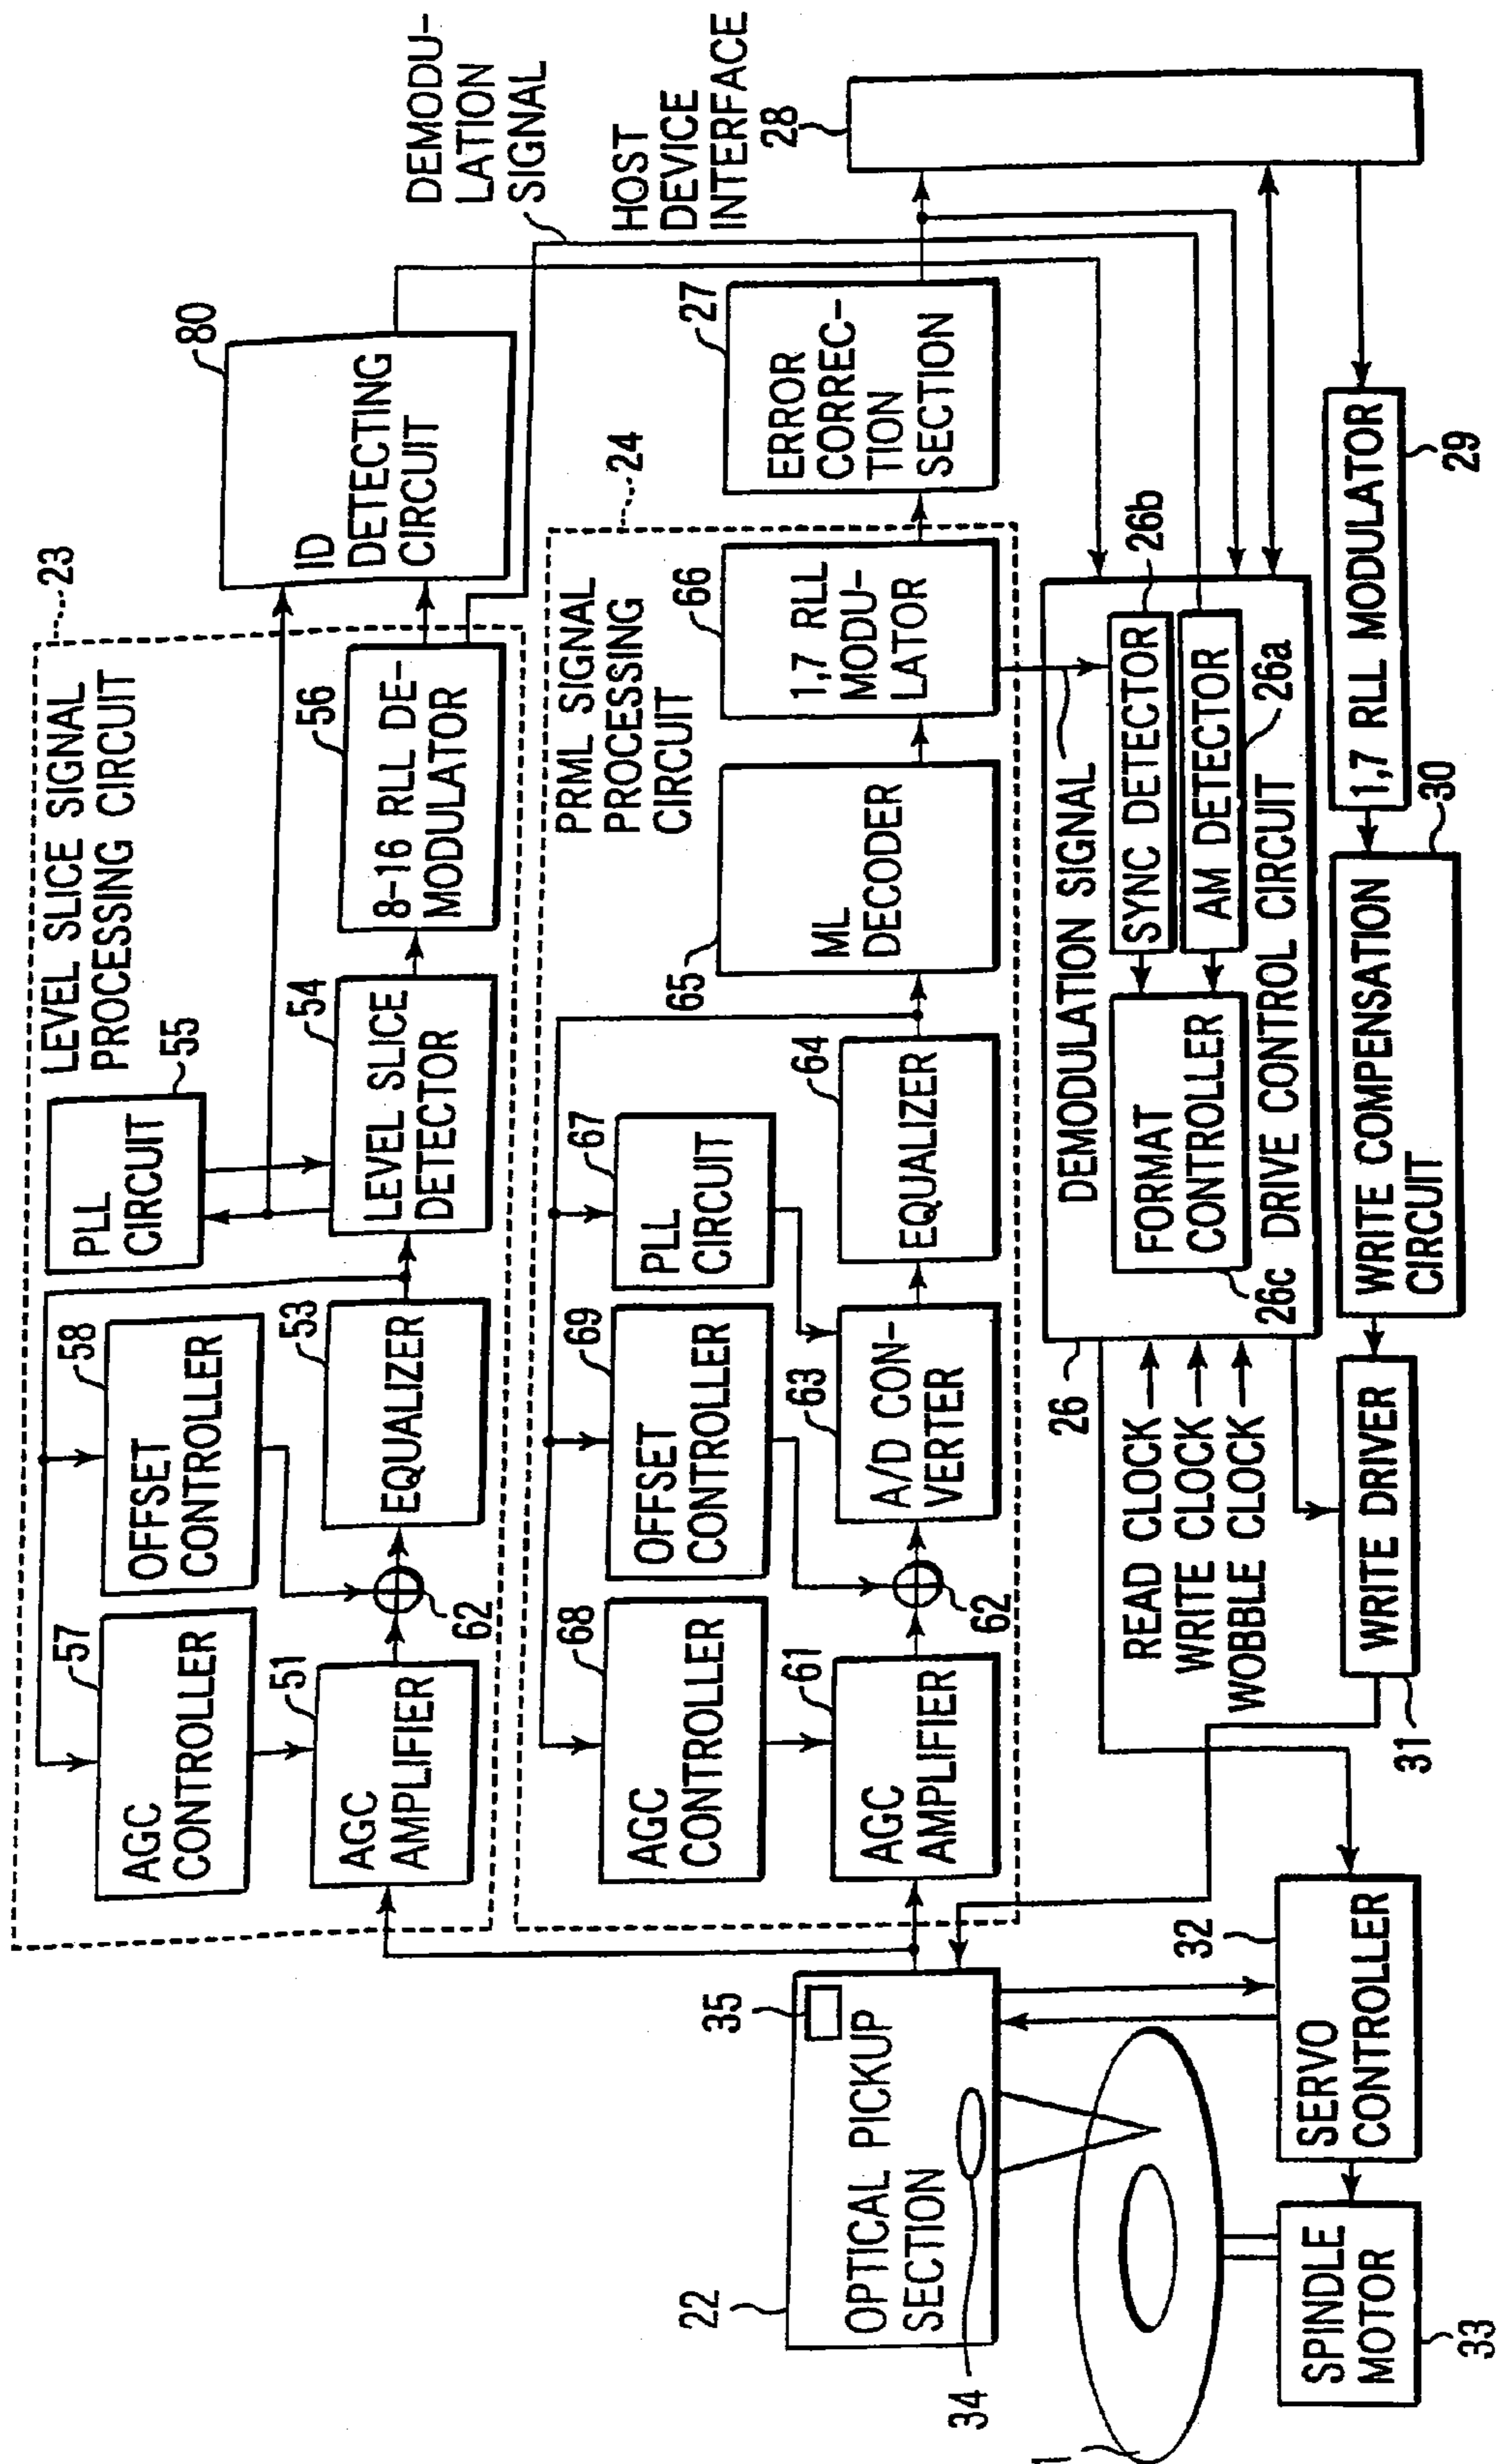 LEVEL SLICE SIGNAL
PROCESSING CIRCUIT
23
57
AGC
CONTROLLER
58
OFFSET
CONTROLLER
PLL
CIRCUIT
55
51
AGC
AMPLIFIER
62
53
EQUALIZER
54
LEVEL SLICE
DETECTOR
56
8-16 RLL DE-
MODULATOR
80
ID
DETECTING
CIRCUIT
DEMODU-
LATION
SIGNAL
PRML SIGNAL
PROCESSING
CIRCUIT
24
68
AGC
CONTROLLER
69
OFFSET
CONTROLLER
67
PLL
CIRCUIT
61
AGC
AMPLIFIER
62
63
A/D CON-
VERTER
64
EQUALIZER
65
ML
DECODER
66
1,7 RLL
MODU-
LATOR
27
ERROR
CORREC-
TION
SECTION
HOST
DEVICE
INTERFACE
28
22
35
OPTICAL PICKUP
SECTION
34
1
DEMODULATION SIGNAL
26
FORMAT
CONTROLLER
26c
SYNC DETECTOR
26b
AM DETECTOR
26a
DRIVE CONTROL CIRCUIT
READ CLOCK
WRITE CLOCK
WOBBLE CLOCK
32
SERVO
CONTROLLER
SPINDLE
MOTOR
33
WRITE DRIVER
31
WRITE COMPENSATION
CIRCUIT
30
1,7 RLL MODULATOR
29